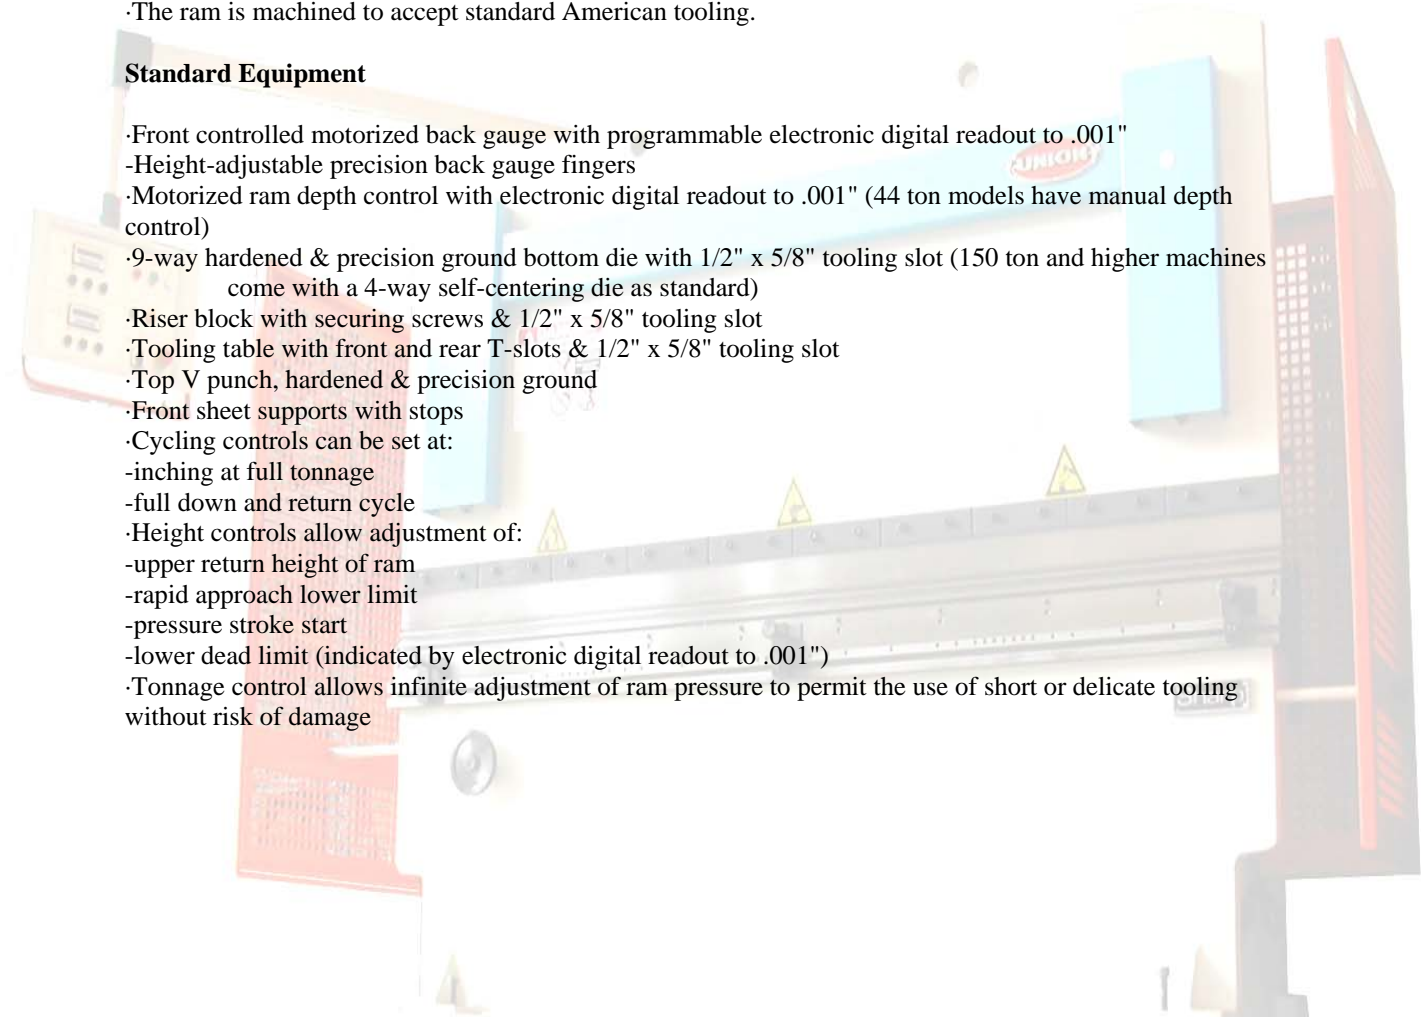 ·The ram is machined to accept standard American tooling.
Standard Equipment
·Front controlled motorized back gauge with programmable electronic digital readout to .001"
-Height-adjustable precision back gauge fingers
·Motorized ram depth control with electronic digital readout to .001" (44 ton models have manual depth
control)
·9-way hardened & precision ground bottom die with 1/2" x 5/8" tooling slot (150 ton and higher machines
come with a 4-way self-centering die as standard)
·Riser block with securing screws & 1/2" x 5/8" tooling slot
·Tooling table with front and rear T-slots & 1/2" x 5/8" tooling slot
·Top V punch, hardened & precision ground
·Front sheet supports with stops
·Cycling controls can be set at:
-inching at full tonnage
-full down and return cycle
·Height controls allow adjustment of:
-upper return height of ram
-rapid approach lower limit
-pressure stroke start
-lower dead limit (indicated by electronic digital readout to .001")
·Tonnage control allows infinite adjustment of ram pressure to permit the use of short or delicate tooling
without risk of damage